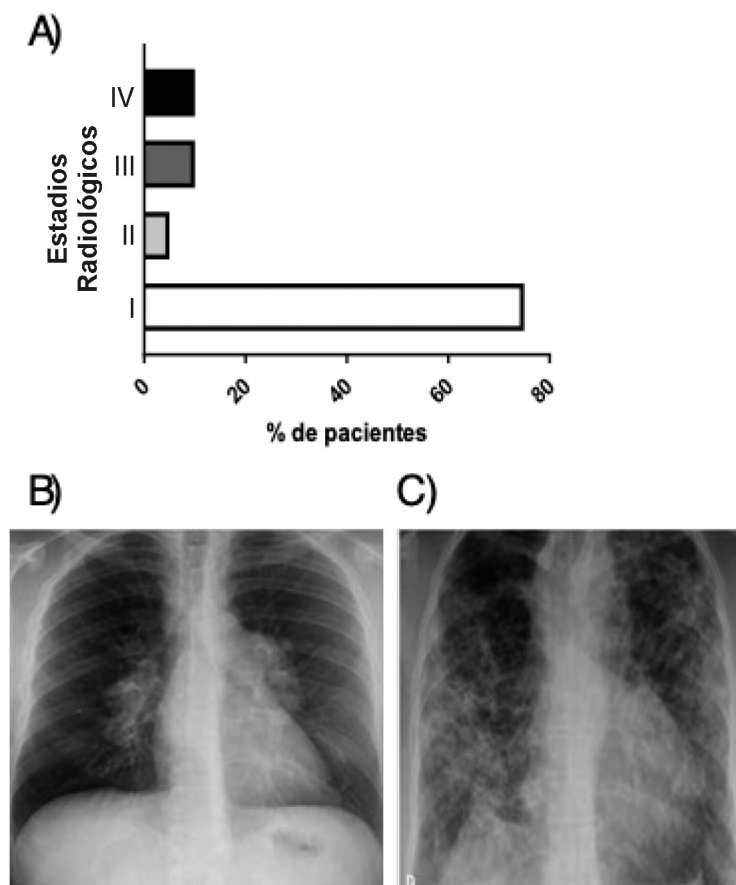 A)
Estadios
Radiológicos
IV
III
II
I
0
20
40
60
80
% de pacientes
B)
C)
D